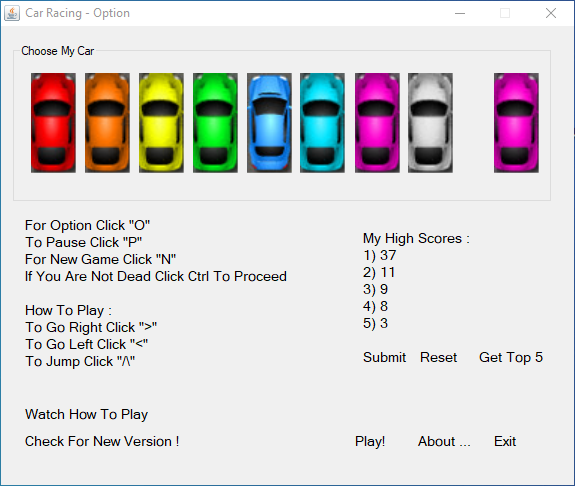 Car Racing - Option
Choose My Car
For Option Click "O"
To Pause Click "P"
For New Game Click "N"
If You Are Not Dead Click Ctrl To Proceed
How To Play :
To Go Right Click ">"
To Go Left Click "<"
To Jump Click "/\"
My High Scores :
1) 37
2) 11
3) 9
4) 8
5) 3
Submit Reset Get Top 5
Watch How To Play
Check For New Version !
Play! About ... Exit